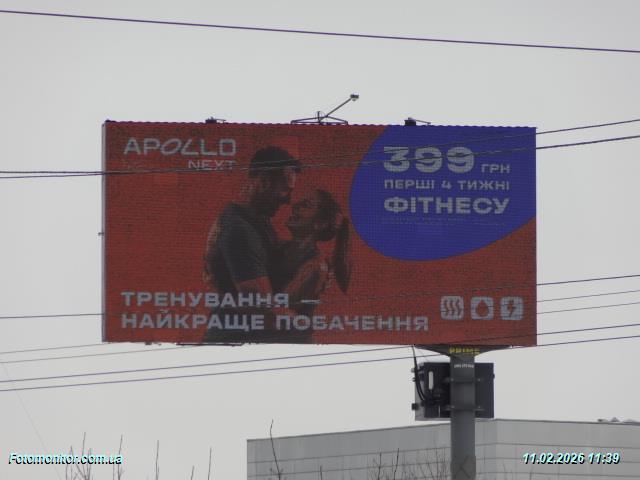 APOLLO
NEXT
399 ГРН
ПЕРШІ 4 ТИЖНІ
ФІТНЕСУ
ТРЕНУВАННЯ —
НАЙКРАЩЕ ПОБАЧЕННЯ
PRIME
Fotomonitor.com.ua
11.02.2026 11:39